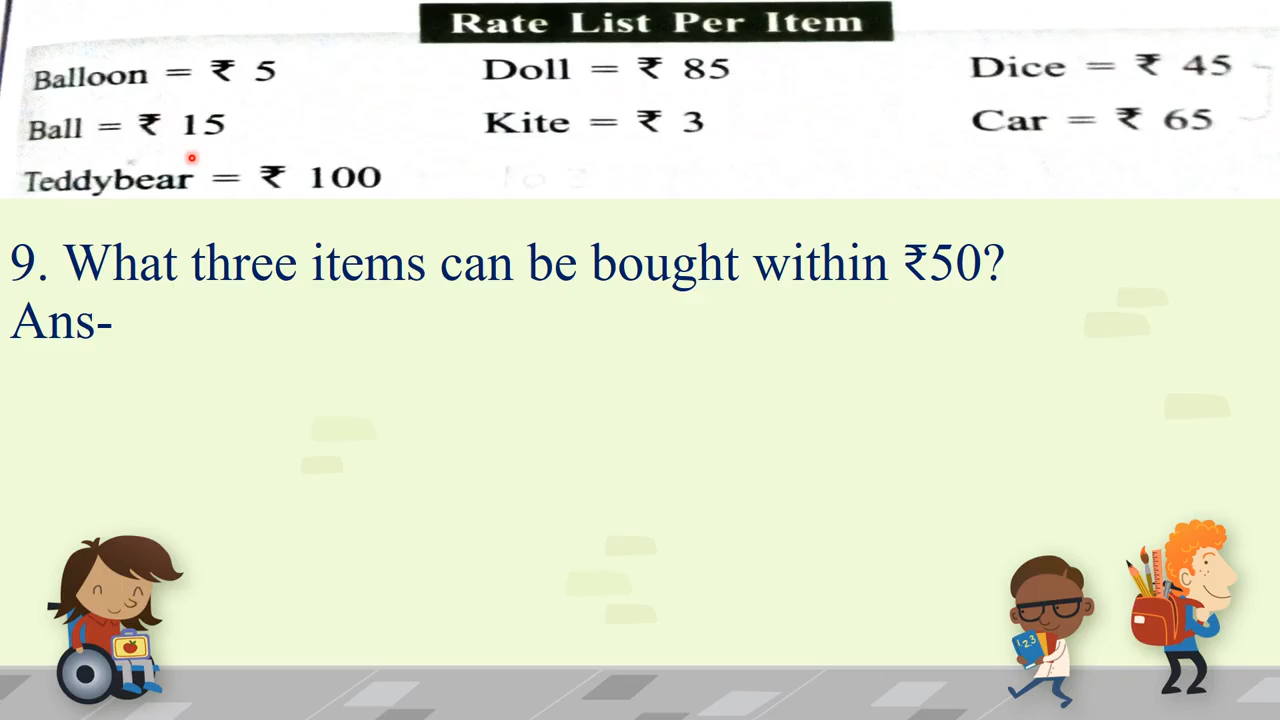 Rate List Per Item
Balloon = ₹ 5 Doll = ₹ 85 Dice = ₹ 45
Ball = ₹ 15 Kite = ₹ 3 Car = ₹ 65
Teddybear = ₹ 100
9. What three items can be bought within ₹50?
Ans-